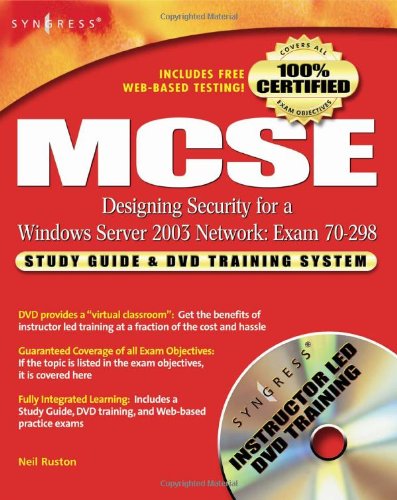 SYNGRESS®
INCLUDES FREE
WEB-BASED TESTING!
COVERS ALL
100%
CERTIFIED
EXAM OBJECTIVES
MCSE
Designing Security for a
Windows Server 2003 Network: Exam 70-298
STUDY GUIDE & DVD TRAINING SYSTEM
DVD provides a "virtual classroom": Get the benefits of
instructor led training at a fraction of the cost and hassle
Guaranteed Coverage of all Exam Objectives:
If the topic is listed in the exam objectives, it
is covered here
Fully Integrated Learning: Includes a
Study Guide, DVD training, and Web-based
practice exams
Neil Ruston
SYNGRESS®
INSTRUCTOR LED
DVD TRAINING